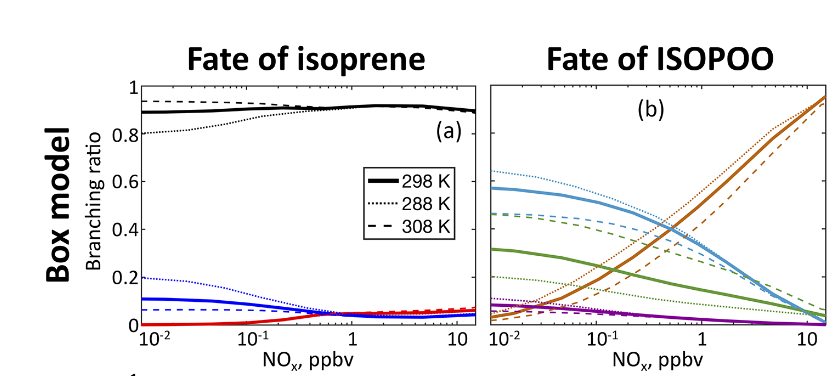 Fate of isoprene
Fate of ISOPOO
Box model
Branching ratio
1
0.8
0.6
0.4
0.2
0
(a)
298 K
288 K
308 K
10-2
10-1
1
10
NOx, ppbv
(b)
10-2
10-1
1
10
NOx, ppbv